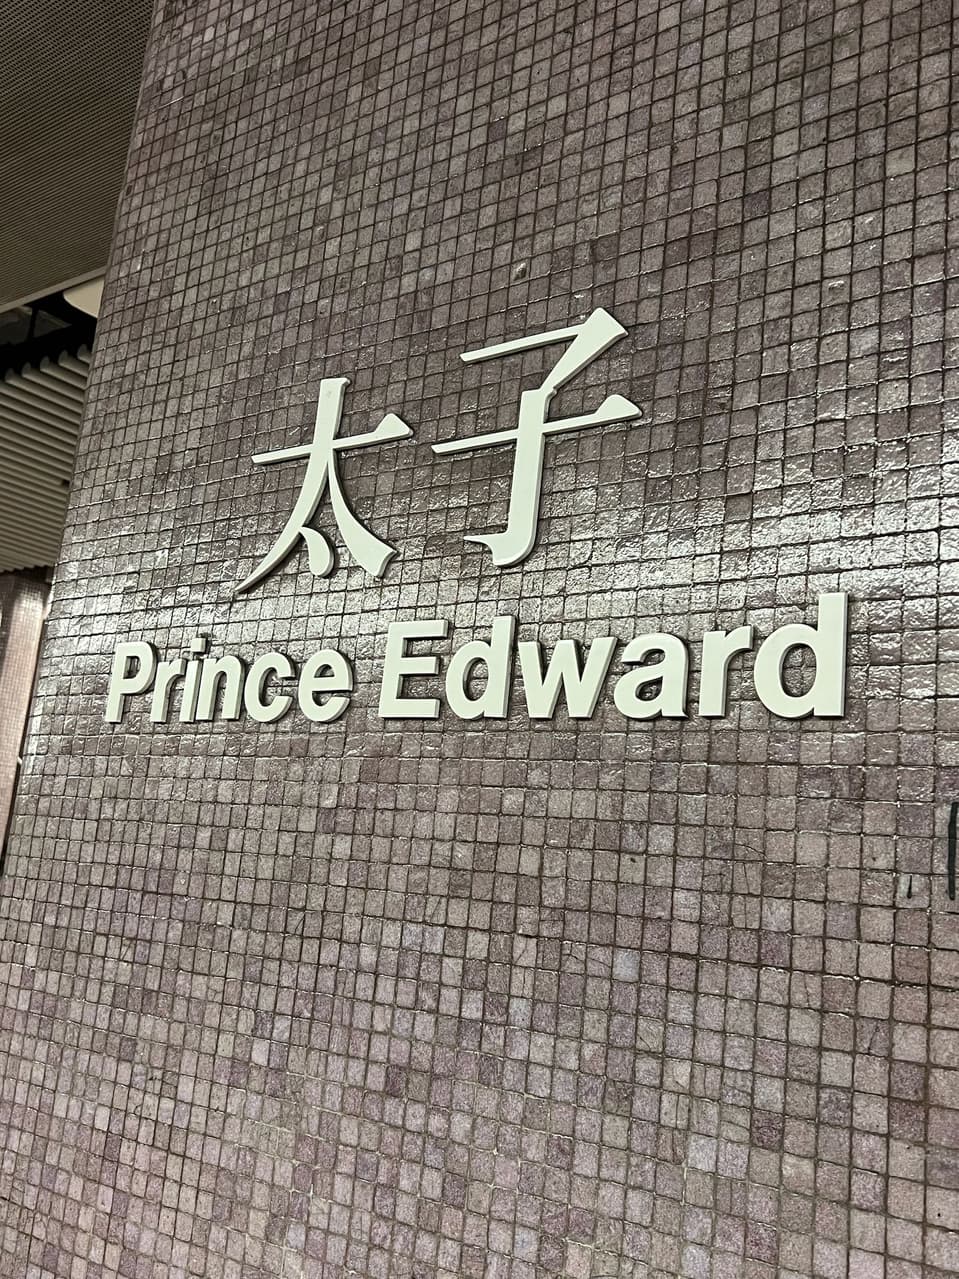 太子
Prince Edward